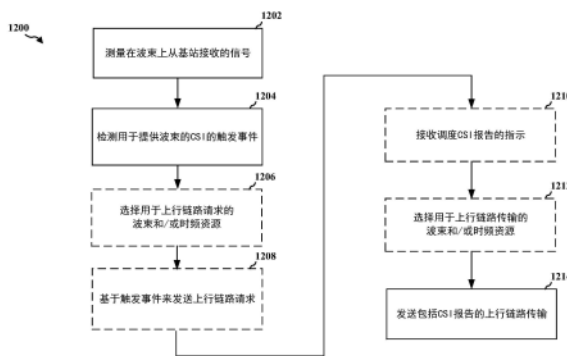 1200
1202
测量在波束上从基站接收的信号
1204
检测用于提供波束的CSI的触发事件
1206
选择用于上行链路请求的
波束和/或时频资源
1208
基于触发事件来发送上行链路请求
1210
接收调度CSI报告的指示
1212
选择用于上行链路传输的
波束和/或时频资源
1214
发送包括CSI报告的上行链路传输